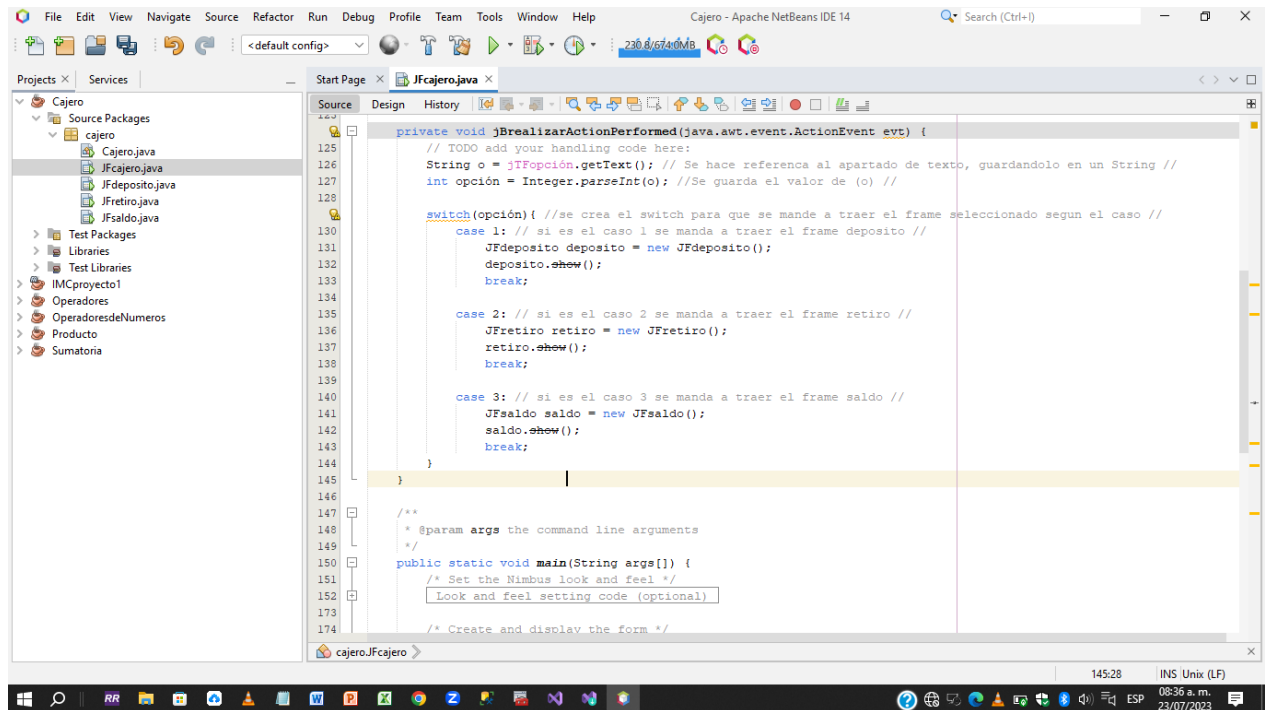 File Edit View Navigate Source Refactor Run Debug Profile Team Tools Window Help
Cajero - Apache NetBeans IDE 14
Search (Ctrl+I)
<default config>
230.8/674.0MB
Projects
Services
Start Page
JFcajero.java
Cajero
Source Packages
cajero
Cajero.java
JFcajero.java
JFdeposito.java
JFretiro.java
JFsaldo.java
Test Packages
Libraries
Test Libraries
IMCproyecto1
Operadores
OperadoresdeNumeros
Producto
Sumatoria
Source Design History
123
private void jBrealizarActionPerformed(java.awt.event.ActionEvent evt) {
125 // TODO add your handling code here:
126 String o = jTFopción.getText(); // Se hace referenca al apartado de texto, guardandolo en un String //
127 int opción = Integer.parseInt(o); //Se guarda el valor de (o) //
128
switch(opción){ //se crea el switch para que se mande a traer el frame seleccionado segun el caso //
130 case 1: // si es el caso 1 se manda a traer el frame deposito //
131 JFdeposito deposito = new JFdeposito();
132 deposito.show();
133 break;
134
135 case 2: // si es el caso 2 se manda a traer el frame retiro //
136 JFretiro retiro = new JFretiro();
137 retiro.show();
138 break;
139
140 case 3: // si es el caso 3 se manda a traer el frame saldo //
141 JFsaldo saldo = new JFsaldo();
142 saldo.show();
143 break;
144 }
145 }
146
147 /**
148 * @param args the command line arguments
149 */
150 public static void main(String args[]) {
151 /* Set the Nimbus look and feel */
152 Look and feel setting code (optional)
173
174 /* Create and display the form */
cajero.JFcajero
145:28
INS Unix (LF)
RR
ESP
08:36 a. m.
23/07/2023